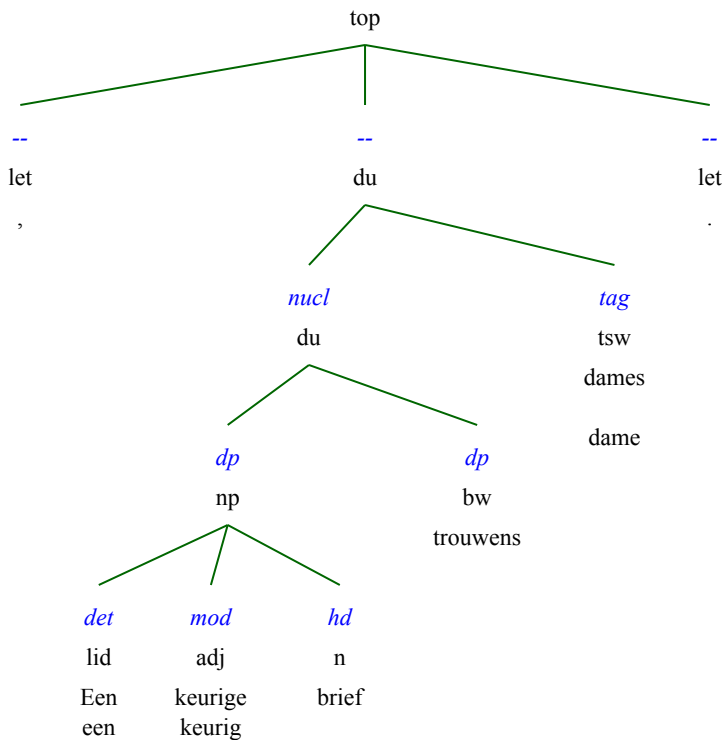 top
-- -- --
let du let
, .
nucl tag
du tsw
dames
dame
dp dp
np bw
trouwens
det mod hd
lid adj n
Een keurige brief
een keurig